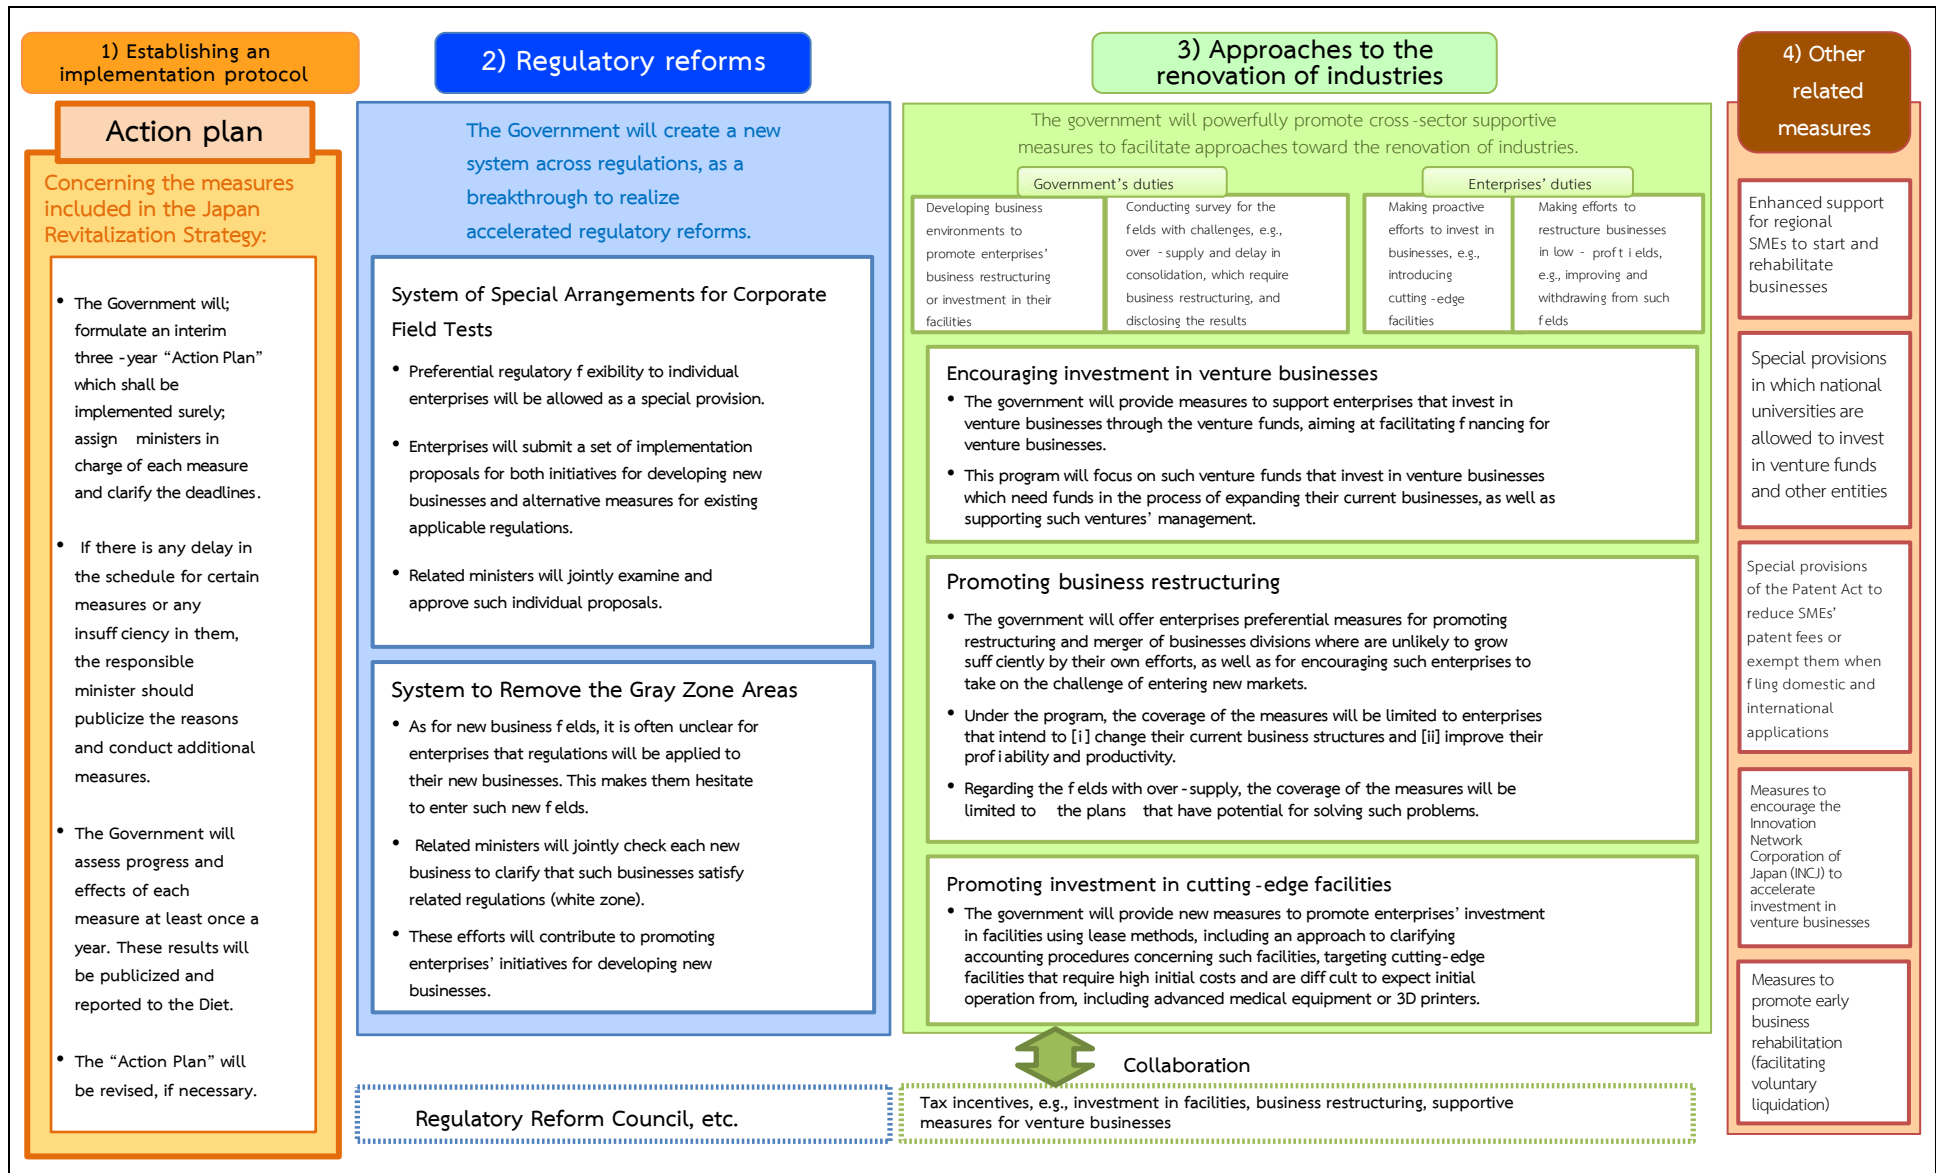 1) Establishing an
implementation protocol
Action plan
Concerning the measures
included in the Japan
Revitalization Strategy:
• The Government will;
formulate an interim
three -year “Action Plan”
which shall be
implemented surely;
assign ministers in
charge of each measure
and clarify the deadlines.
• If there is any delay in
the schedule for certain
measures or any
insuff ciency in them,
the responsible
minister should
publicize the reasons
and conduct additional
measures.
• The Government will
assess progress and
effects of each
measure at least once a
year. These results will
be publicized and
reported to the Diet.
• The “Action Plan” will
be revised, if necessary.
2) Regulatory reforms
The Government will create a new
system across regulations, as a
breakthrough to realize
accelerated regulatory reforms.
System of Special Arrangements for Corporate
Field Tests
• Preferential regulatory f exibility to individual
enterprises will be allowed as a special provision.
• Enterprises will submit a set of implementation
proposals for both initiatives for developing new
businesses and alternative measures for existing
applicable regulations.
• Related ministers will jointly examine and
approve such individual proposals.
System to Remove the Gray Zone Areas
• As for new business f elds, it is often unclear for
enterprises that regulations will be applied to
their new businesses. This makes them hesitate
to enter such new f elds.
• Related ministers will jointly check each new
business to clarify that such businesses satisfy
related regulations (white zone).
• These efforts will contribute to promoting
enterprises’ initiatives for developing new
businesses.
Regulatory Reform Council, etc.
3) Approaches to the
renovation of industries
The government will powerfully promote cross -sector supportive
measures to facilitate approaches toward the renovation of industries.
Government’s duties
Developing business
environments to
promote enterprises’
business restructuring
or investment in their
facilities
Conducting survey for the
f elds with challenges, e.g.,
over - supply and delay in
consolidation, which require
business restructuring, and
disclosing the results
Enterprises’ duties
Making proactive
efforts to invest in
businesses, e.g.,
introducing
cutting -edge
facilities
Making efforts to
restructure businesses
in low - proft i elds,
e.g., improving and
withdrawing from such
f elds
Encouraging investment in venture businesses
• The government will provide measures to support enterprises that invest in
venture businesses through the venture funds, aiming at facilitating f nancing for
venture businesses.
• This program will focus on such venture funds that invest in venture businesses
which need funds in the process of expanding their current businesses, as well as
supporting such ventures’ management.
Promoting business restructuring
• The government will offer enterprises preferential measures for promoting
restructuring and merger of businesses divisions where are unlikely to grow
suff ciently by their own efforts, as well as for encouraging such enterprises to
take on the challenge of entering new markets.
• Under the program, the coverage of the measures will be limited to enterprises
that intend to [i] change their current business structures and [ii] improve their
prof i ability and productivity.
• Regarding the f elds with over - supply, the coverage of the measures will be
limited to the plans that have potential for solving such problems.
Promoting investment in cutting -edge facilities
• The government will provide new measures to promote enterprises’ investment
in facilities using lease methods, including an approach to clarifying
accounting procedures concerning such facilities, targeting cutting-edge
facilities that require high initial costs and are diff cult to expect initial
operation from, including advanced medical equipment or 3D printers.
Collaboration
Tax incentives, e.g., investment in facilities, business restructuring, supportive
measures for venture businesses
4) Other
related
measures
Enhanced support
for regional
SMEs to start and
rehabilitate
businesses
Special provisions
in which national
universities are
allowed to invest
in venture funds
and other entities
Special provisions
of the Patent Act to
reduce SMEs’
patent fees or
exempt them when
f ling domestic and
international
applications
Measures to
encourage the
Innovation
Network
Corporation of
Japan (INCJ) to
accelerate
investment in
venture businesses
Measures to
promote early
business
rehabilitation
(facilitating
voluntary
liquidation)